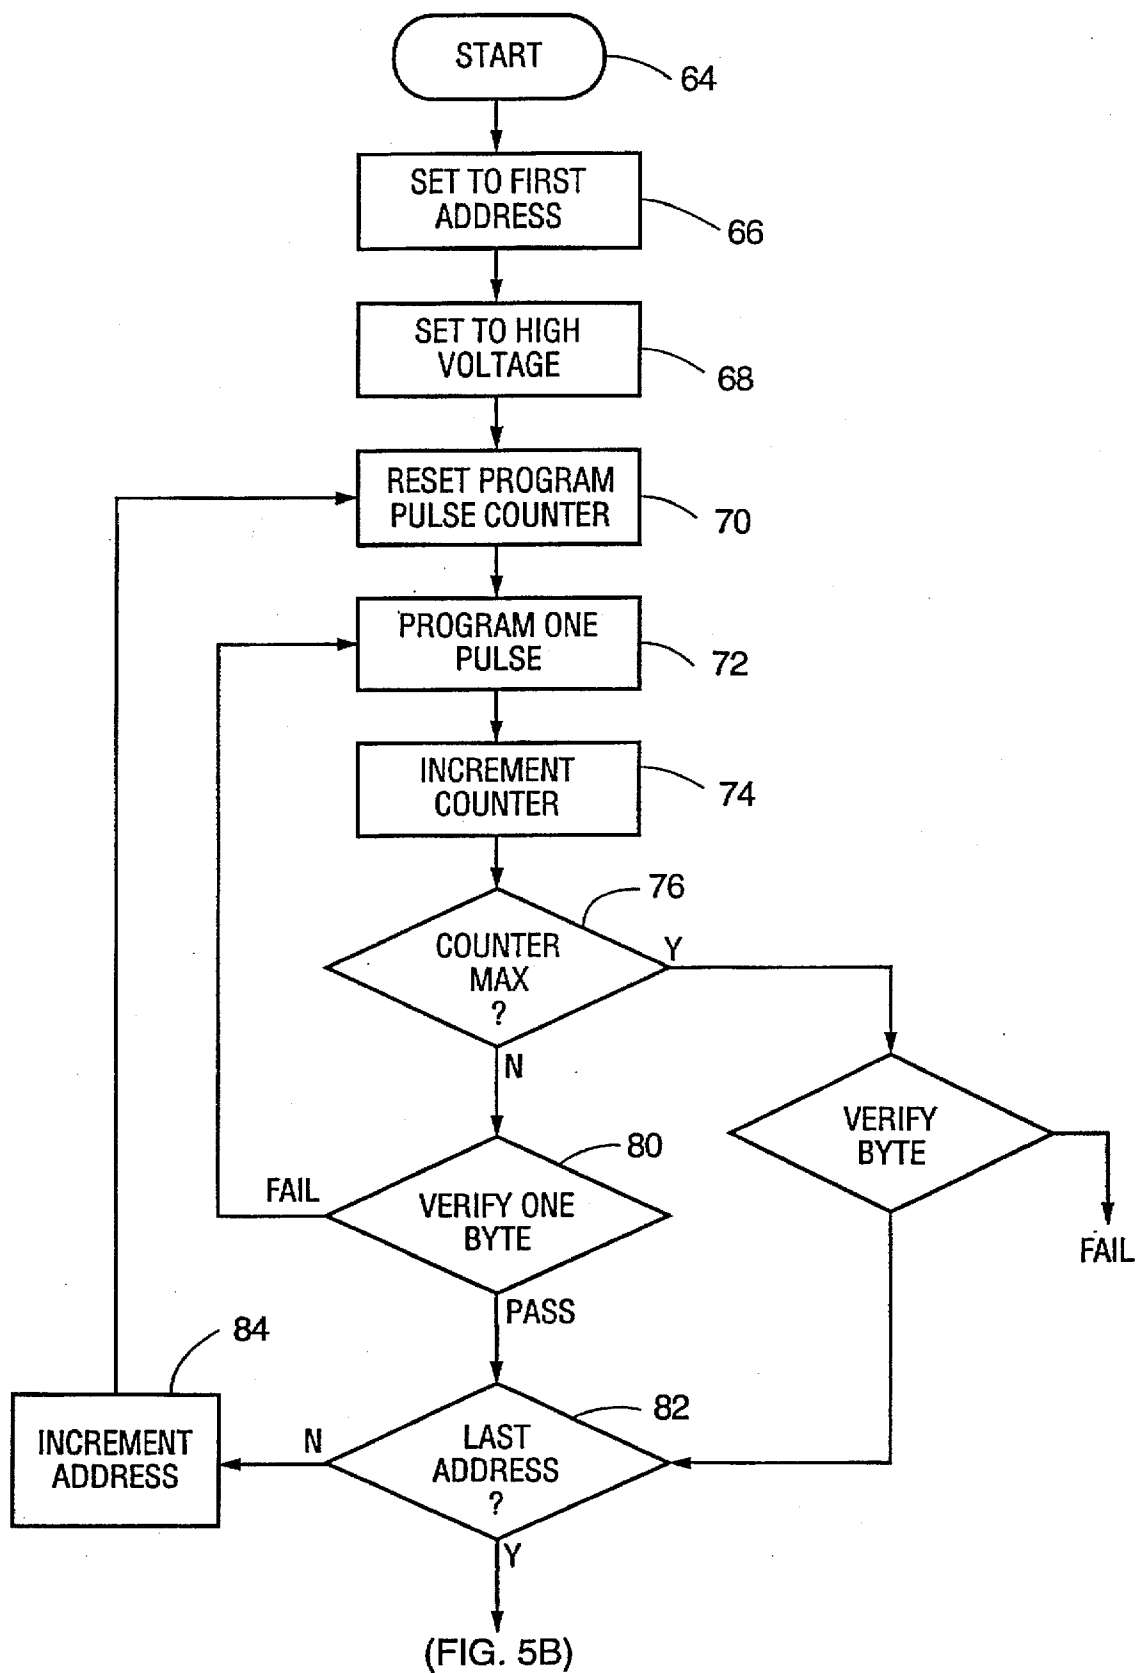 START
64
SET TO FIRST
ADDRESS
66
SET TO HIGH
VOLTAGE
68
RESET PROGRAM
PULSE COUNTER
70
PROGRAM ONE
PULSE
72
INCREMENT
COUNTER
74
76
COUNTER
MAX
?
Y
N
VERIFY
BYTE
FAIL
80
FAIL
VERIFY ONE
BYTE
PASS
84
INCREMENT
ADDRESS
N
82
LAST
ADDRESS
?
Y
(FIG. 5B)